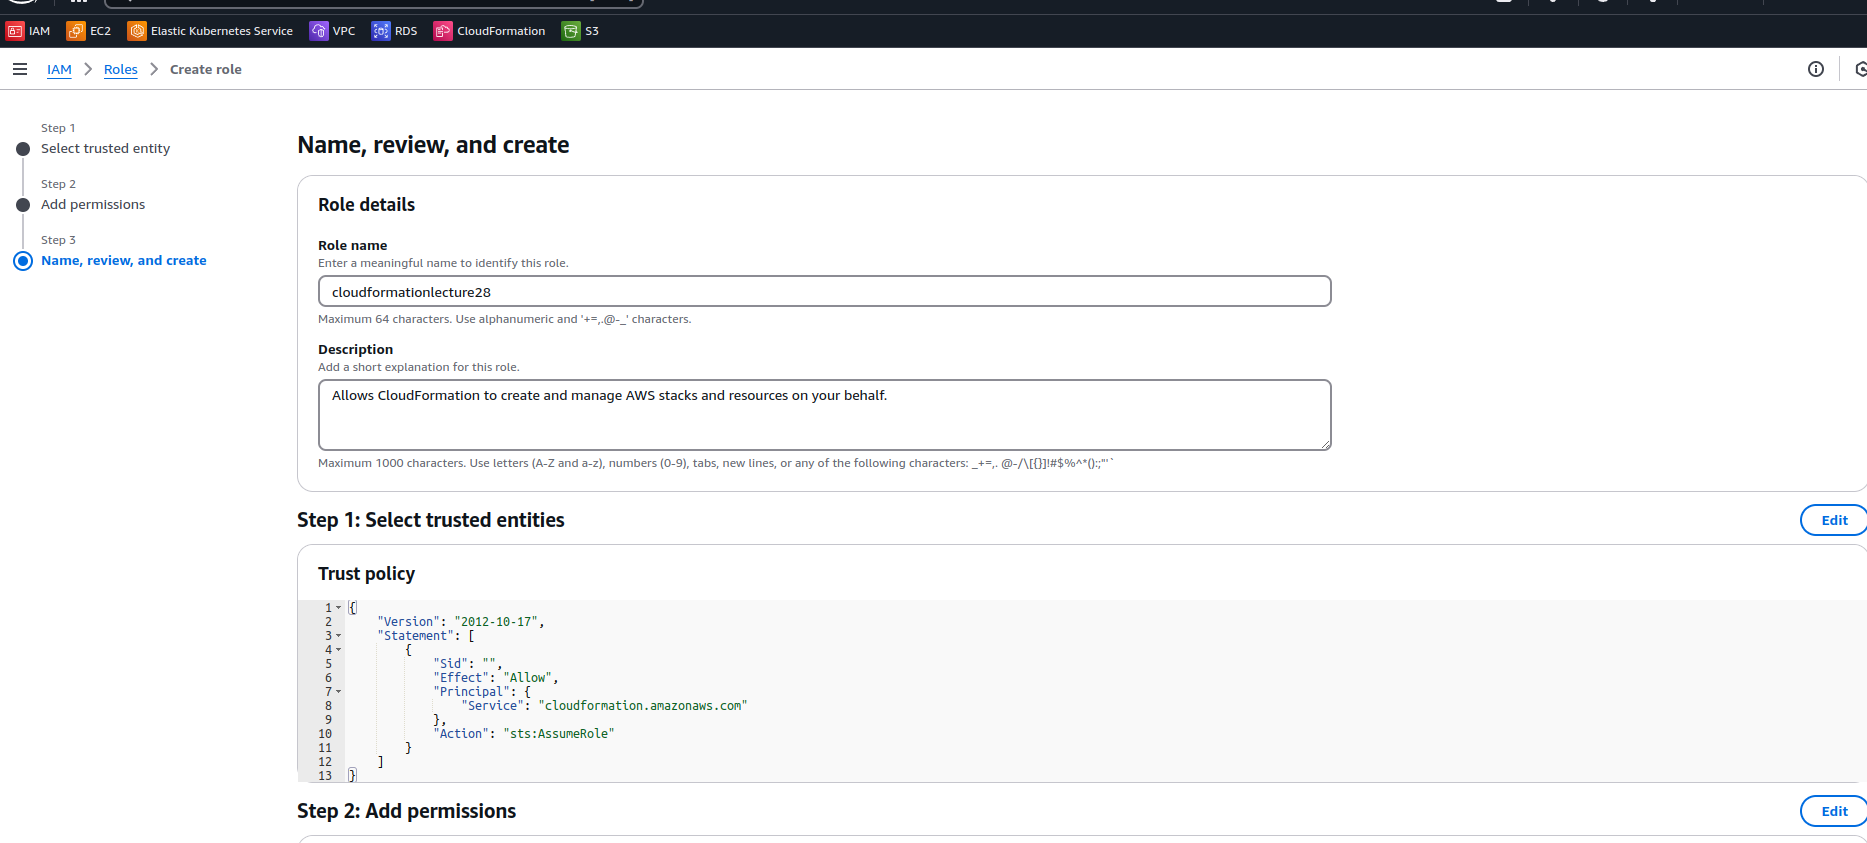 IAM EC2 Elastic Kubernetes Service VPC RDS CloudFormation S3
IAM > Roles > Create role
Step 1
Select trusted entity
Step 2
Add permissions
Step 3
Name, review, and create
Name, review, and create
Role details
Role name
Enter a meaningful name to identify this role.
cloudformationlecture28
Maximum 64 characters. Use alphanumeric and '+=,.@-_' characters.
Description
Add a short explanation for this role.
Allows CloudFormation to create and manage AWS stacks and resources on your behalf.
Maximum 1000 characters. Use letters (A-Z and a-z), numbers (0-9), tabs, new lines, or any of the following characters: _+=,. @-/\[{}]!#$%^*();:"'`
Step 1: Select trusted entities
Edit
Trust policy
1 {
2 "Version": "2012-10-17",
3 "Statement": [
4 {
5 "Sid": "",
6 "Effect": "Allow",
7 "Principal": {
8 "Service": "cloudformation.amazonaws.com"
9 },
10 "Action": "sts:AssumeRole"
11 }
12 ]
13 }
Step 2: Add permissions
Edit